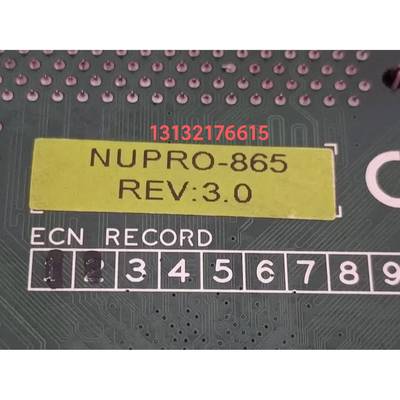 13132176615
NUPRO-865
REV:3.0
ECN RECORD
1 2 3 4 5 6 7 8 9